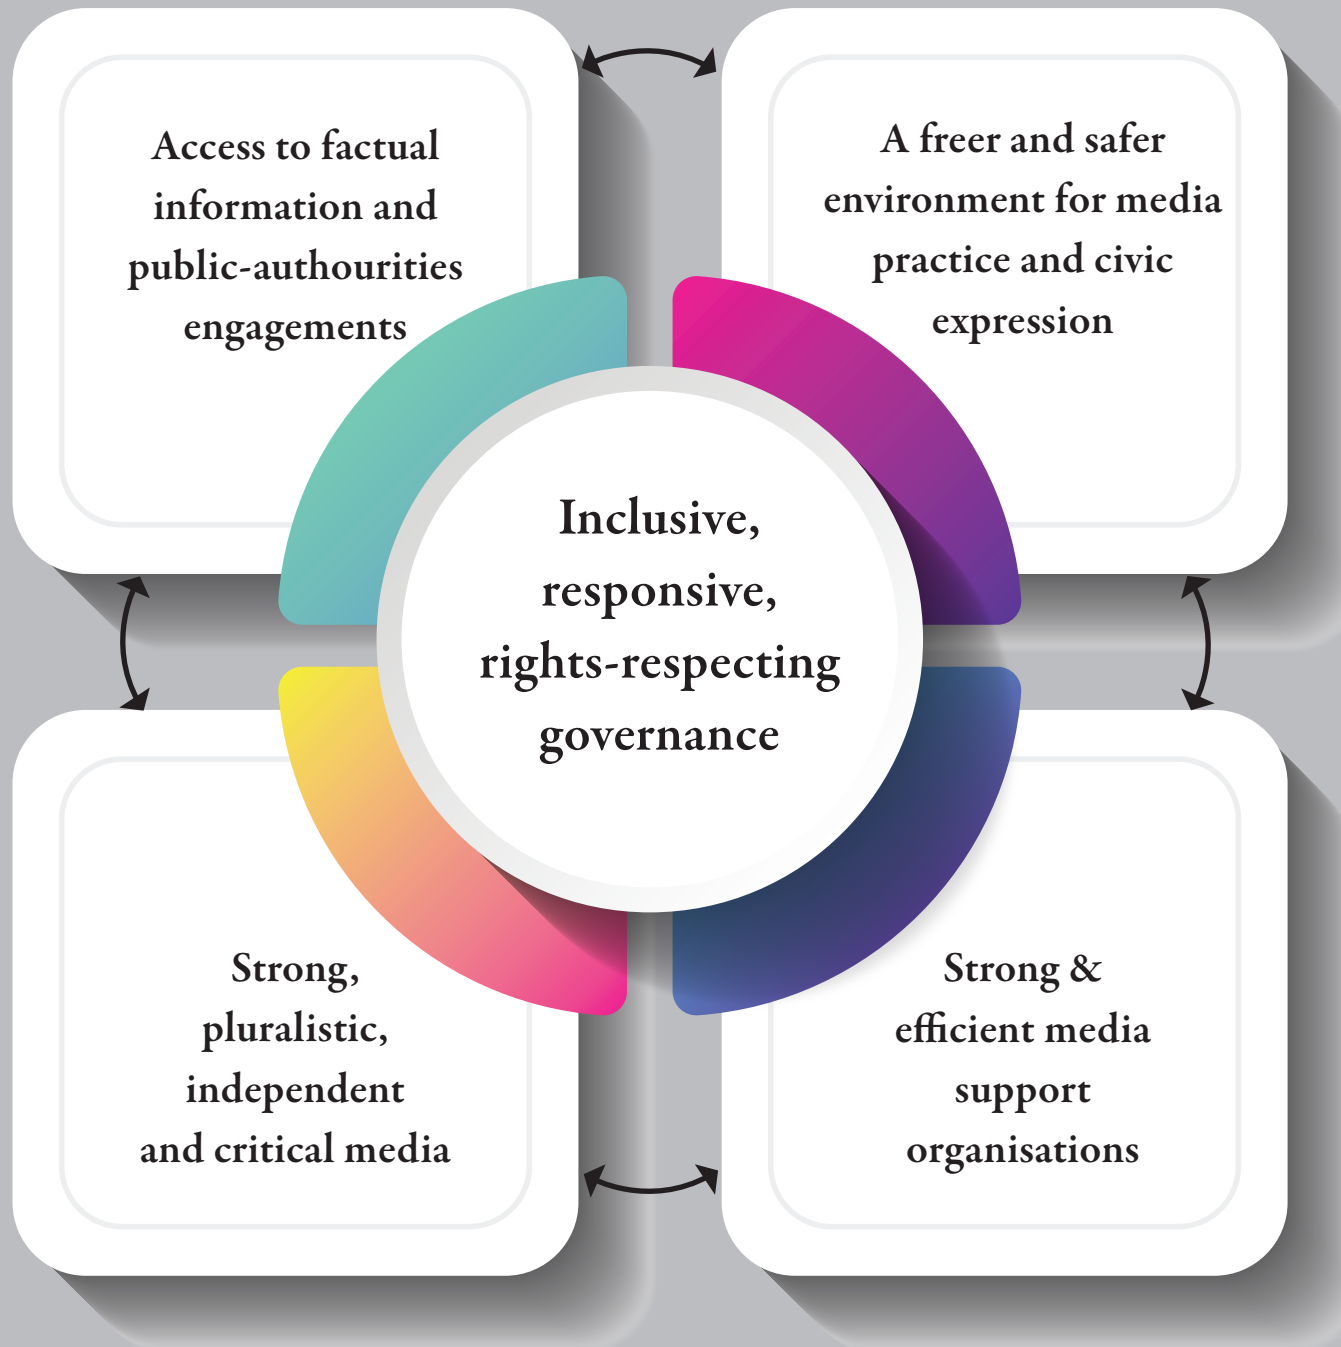 Access to factual
information and
public-authourities
engagements
A freer and safer
environment for media
practice and civic
expression
Inclusive,
responsive,
rights-respecting
governance
Strong,
pluralistic,
independent
and critical media
Strong &
efficient media
support
organisations